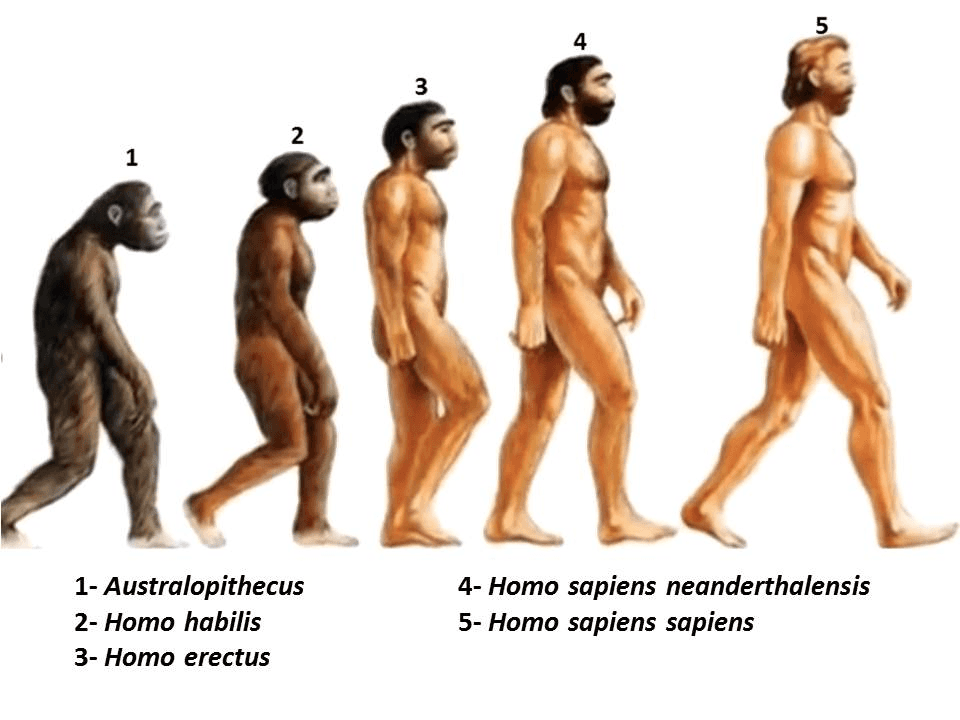 1
2
3
4
5
1- Australopithecus
2- Homo habilis
3- Homo erectus
4- Homo sapiens neanderthalensis
5- Homo sapiens sapiens